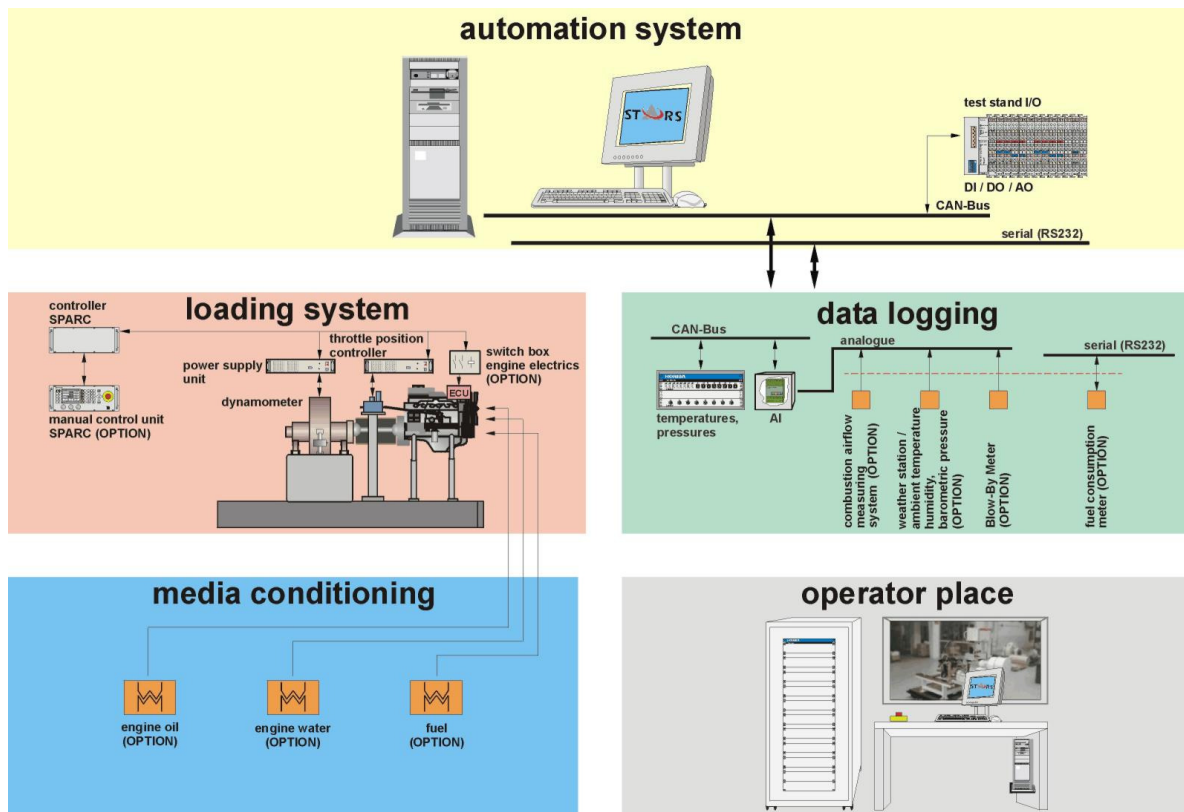 automation system
STARS
test stand I/O
DI / DO / AO
CAN-Bus
serial (RS232)
loading system
controller
SPARC
manual control unit
SPARC (OPTION)
power supply
unit
throttle position
controller
switch box
engine electrics
(OPTION)
dynamometer
ECU
data logging
CAN-Bus
analogue
serial (RS232)
HORIBA
temperatures,
pressures
AI
combustion airflow
measuring
system (OPTION)
weather station /
ambient temperature
humidity,
barometric pressure
(OPTION)
Blow-By Meter
(OPTION)
fuel consumption
meter (OPTION)
media conditioning
engine oil
(OPTION)
engine water
(OPTION)
fuel
(OPTION)
operator place
STARS